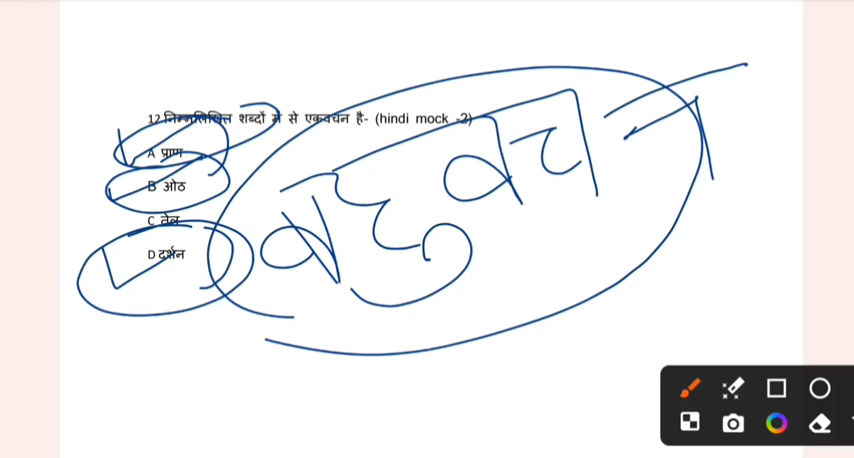 12 निम्नलिखित शब्दों में से एकवचन है- (hindi mock -2)
A प्राण
B ओठ
C तेल
D दर्शन
बहुवचन